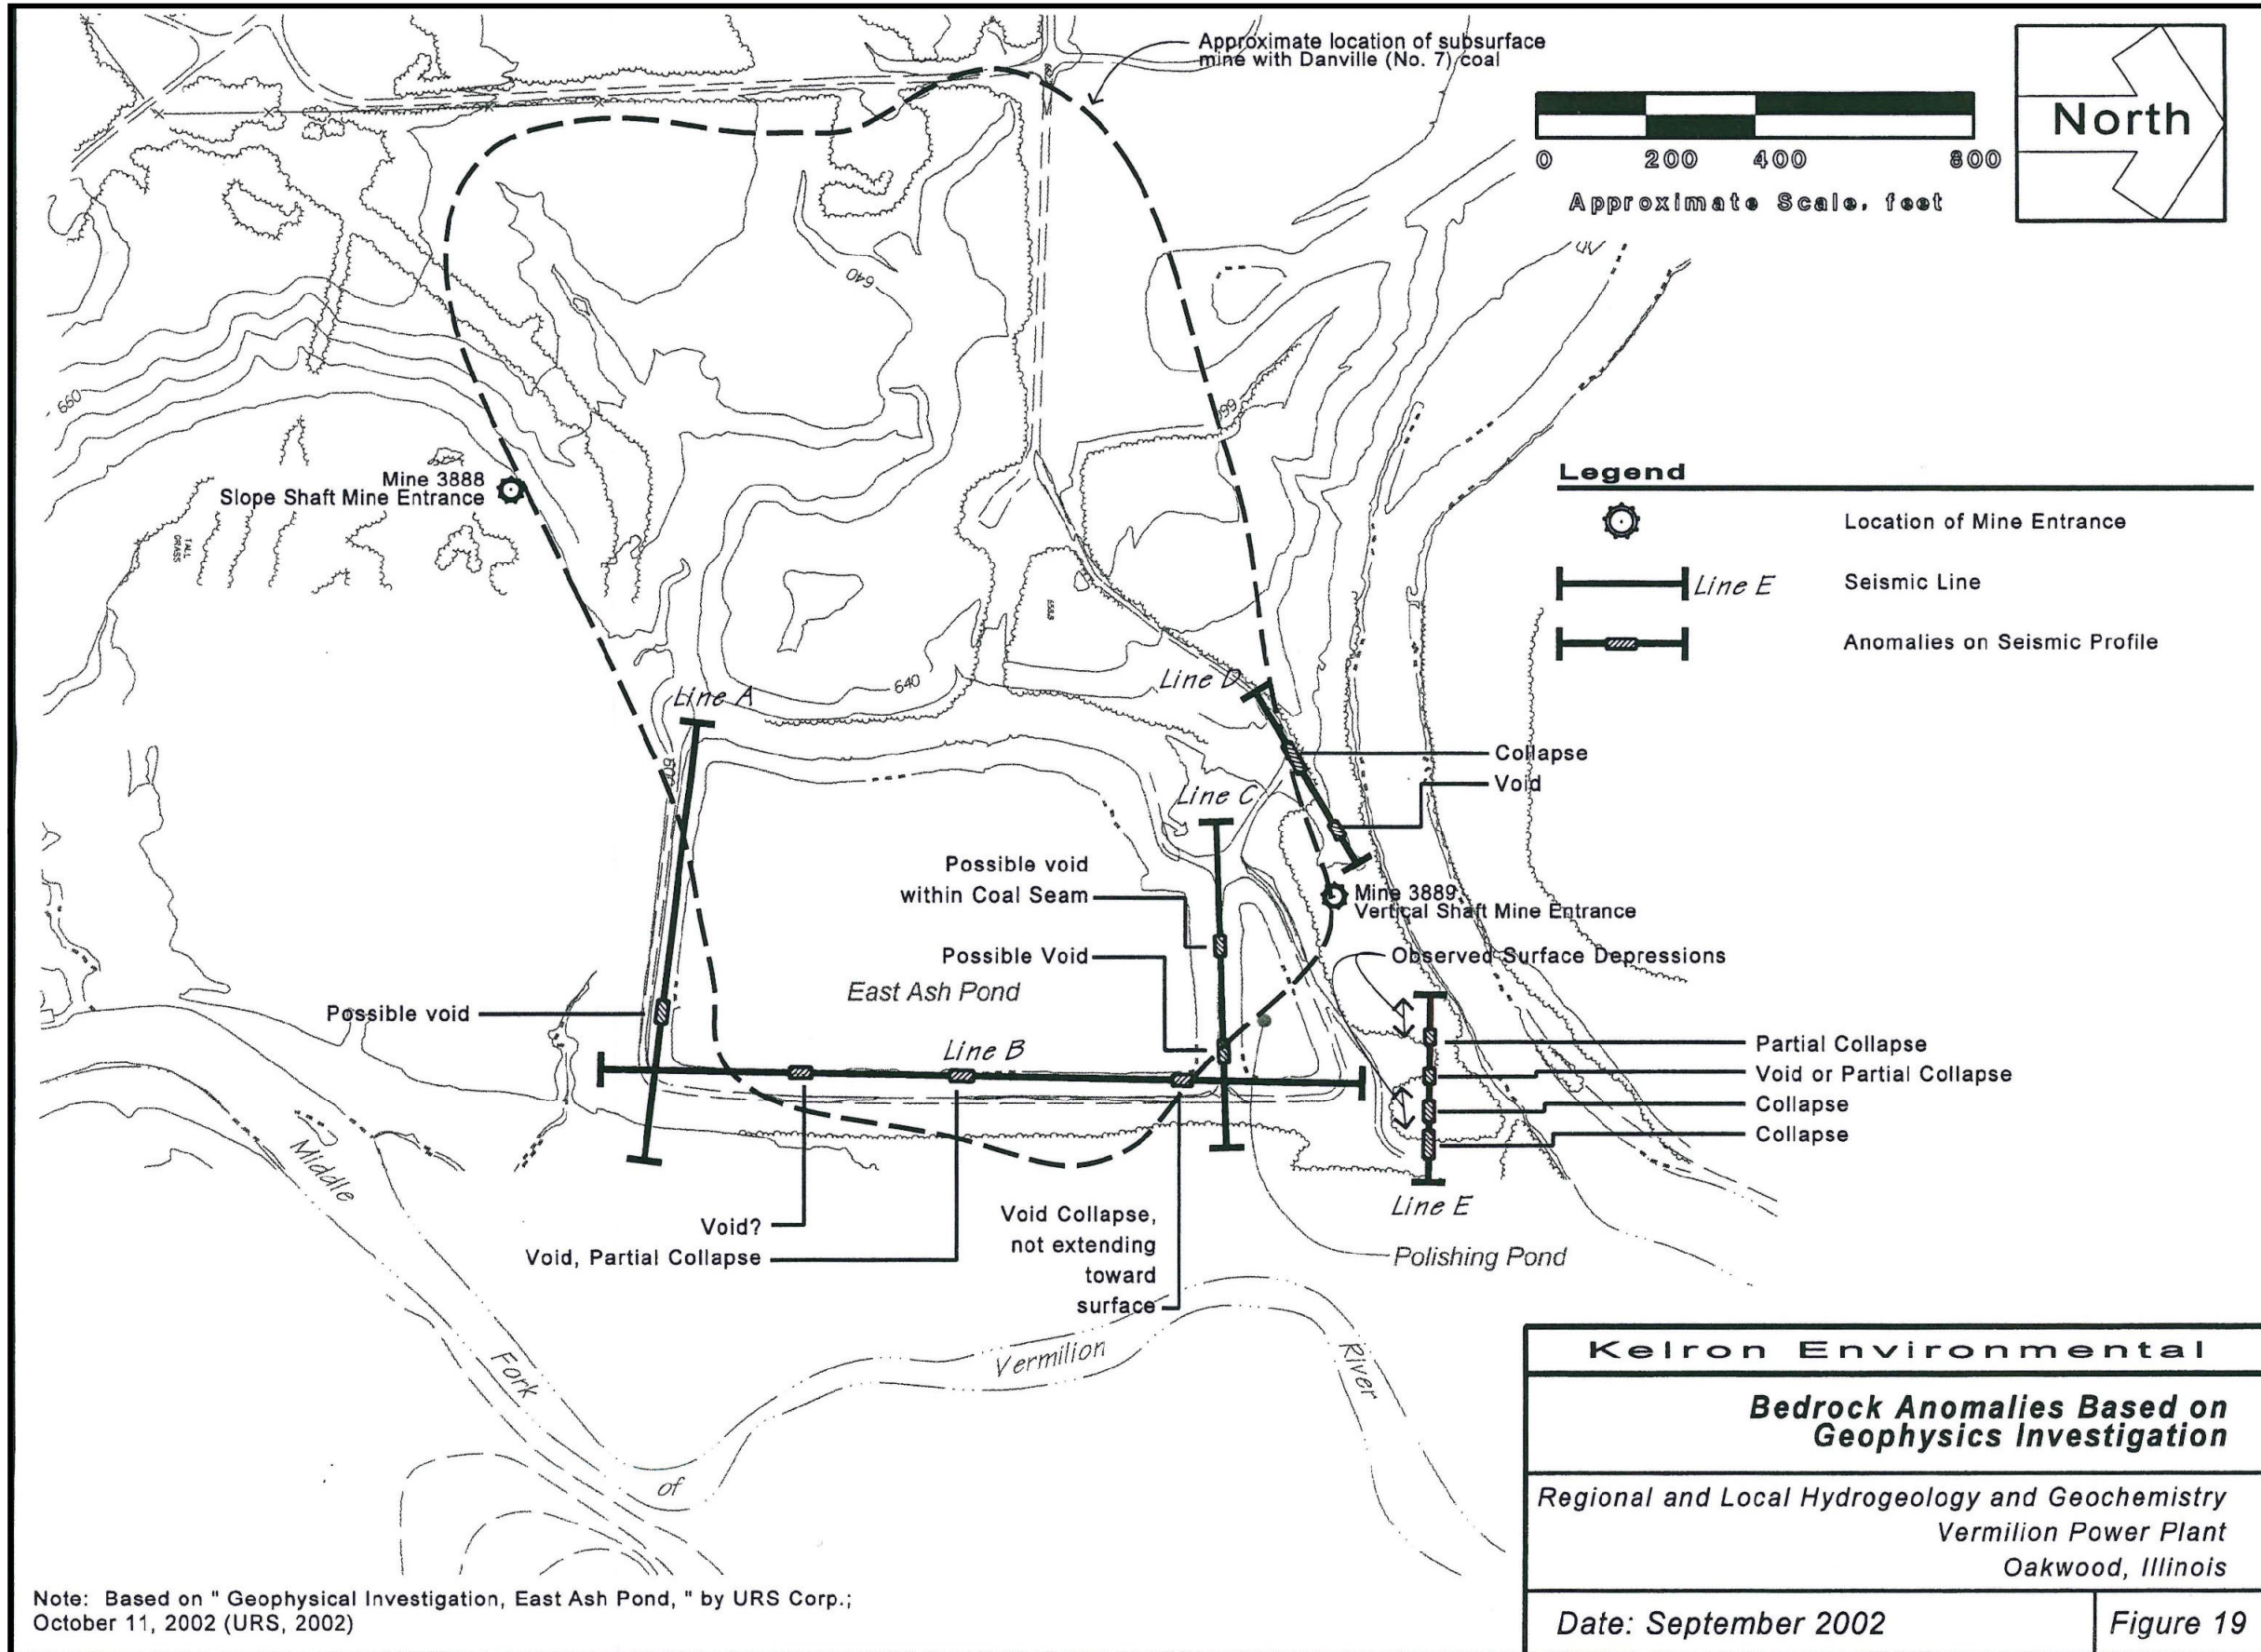 Approximate location of subsurface
mine with Danville (No. 7) coal
0 200 400 800
Approximate Scale, feet
North
640
660
660
Mine 3888
Slope Shaft Mine Entrance
TALL
GRASS
Legend
Location of Mine Entrance
Line E
Seismic Line
Anomalies on Seismic Profile
640
Line A
Line D
Collapse
Void
Line C
Possible void
within Coal Seam
Mine 3889
Vertical Shaft Mine Entrance
Possible Void
Observed Surface Depressions
East Ash Pond
Possible void
Line B
Partial Collapse
Void or Partial Collapse
Collapse
Collapse
Line E
Void?
Void, Partial Collapse
Void Collapse,
not extending
toward
surface
Polishing Pond
Middle
Fork
of
Vermilion
River
Kelron Environmental
Bedrock Anomalies Based on
Geophysics Investigation
Regional and Local Hydrogeology and Geochemistry
Vermilion Power Plant
Oakwood, Illinois
Date: September 2002
Figure 19
Note: Based on " Geophysical Investigation, East Ash Pond, " by URS Corp.;
October 11, 2002 (URS, 2002)